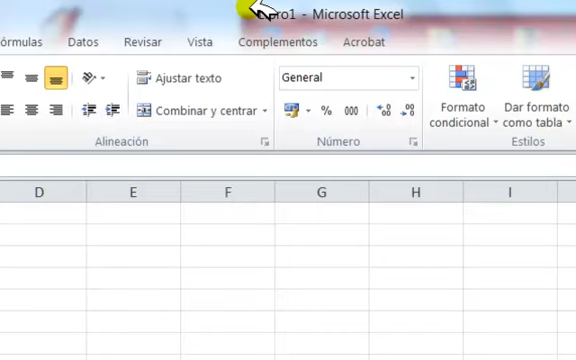 pro1 - Microsoft Excel
órmulas Datos Revisar Vista Complementos Acrobat
Ajustar texto General
Combinar y centrar % 000 Formato condicional Dar formato como tabla
Alineación Número Estilos
D E F G H I